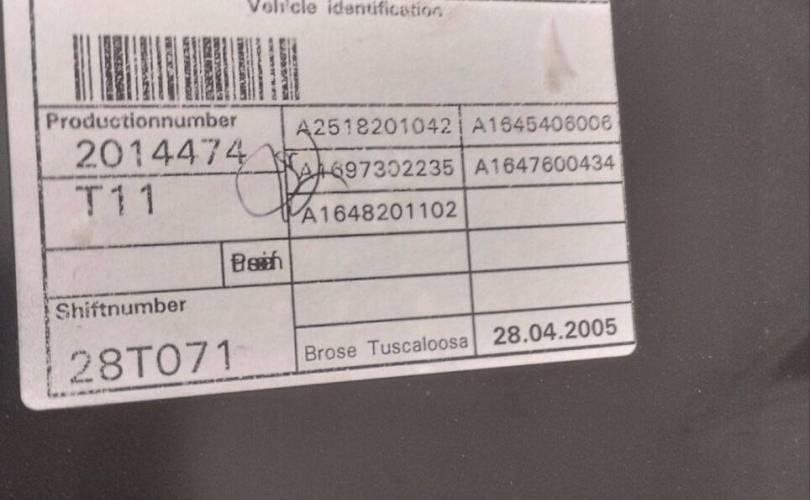 Vehicle identification
Productionnumber
2014474
T11
A2518201042 A1645406006
A1697302235 A1647600434
A1648201102
Shiftnumber
28T071
Brose Tuscaloosa 28.04.2005